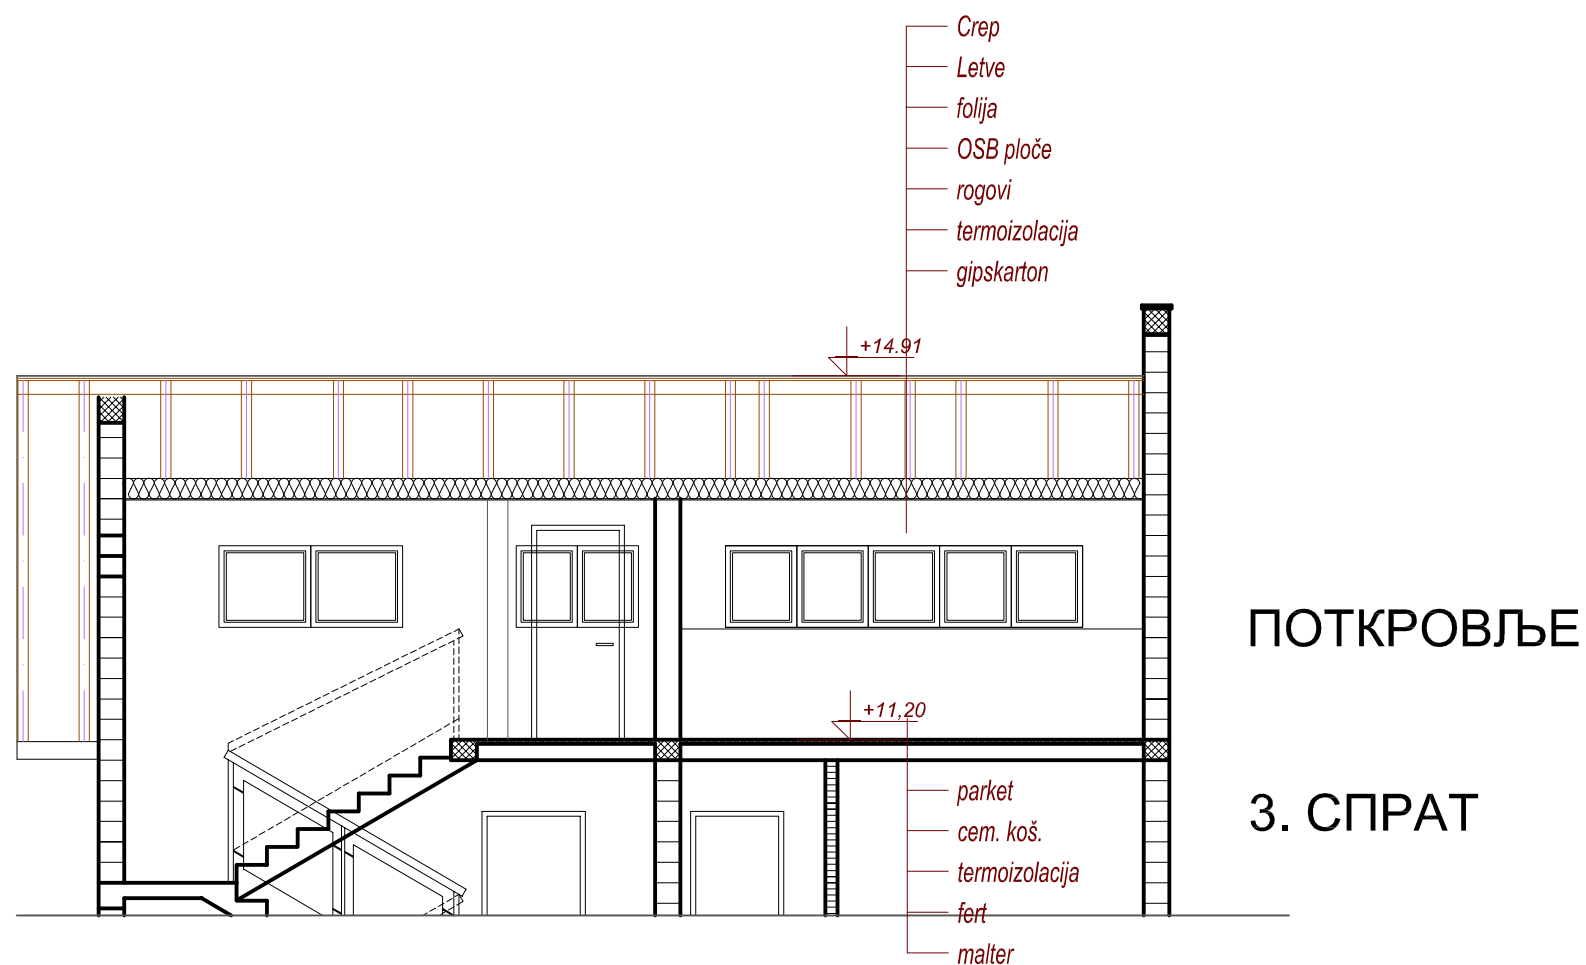 Crep
Letve
folija
OSB ploče
rogovi
termoizolacija
gipskarton
+14.91
ПОТКРОВЉЕ
+11,20
parket
3. СПРАТ
cem. koš.
termoizolacija
fert
malter